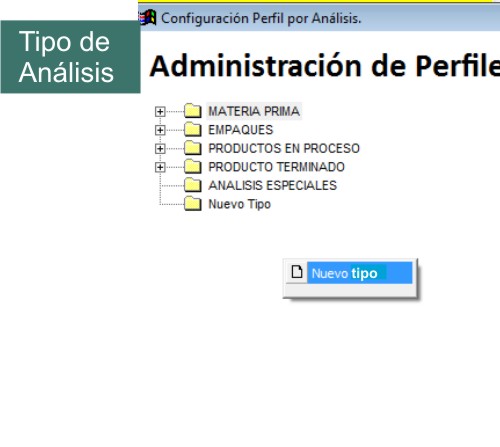 Configuración Perfil por Análisis.
Tipo de
Análisis
Administración de Perfile
MATERIA PRIMA
EMPAQUES
PRODUCTOS EN PROCESO
PRODUCTO TERMINADO
ANALISIS ESPECIALES
Nuevo Tipo
Nuevo tipo